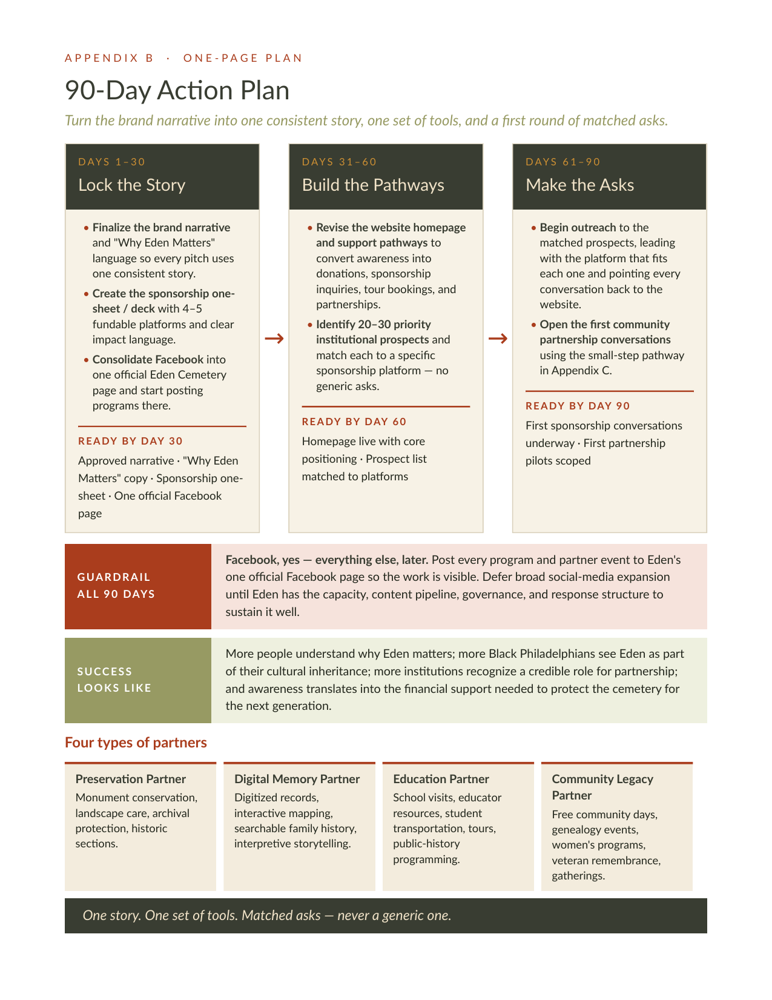 APPENDIX B · ONE-PAGE PLAN
90-Day Action Plan
Turn the brand narrative into one consistent story, one set of tools, and a first round of matched asks.
DAYS 1–30
Lock the Story
• Finalize the brand narrative
and "Why Eden Matters"
language so every pitch uses
one consistent story.
• Create the sponsorship one-
sheet / deck with 4–5
fundable platforms and clear
impact language.
• Consolidate Facebook into
one official Eden Cemetery
page and start posting
programs there.
READY BY DAY 30
Approved narrative · "Why Eden
Matters" copy · Sponsorship one-
sheet · One official Facebook
page
→
DAYS 31–60
Build the Pathways
• Revise the website homepage
and support pathways to
convert awareness into
donations, sponsorship
inquiries, tour bookings, and
partnerships.
• Identify 20–30 priority
institutional prospects and
match each to a specific
sponsorship platform — no
generic asks.
READY BY DAY 60
Homepage live with core
positioning · Prospect list
matched to platforms
→
DAYS 61–90
Make the Asks
• Begin outreach to the
matched prospects, leading
with the platform that fits
each one and pointing every
conversation back to the
website.
• Open the first community
partnership conversations
using the small-step pathway
in Appendix C.
READY BY DAY 90
First sponsorship conversations
underway · First partnership
pilots scoped
GUARDRAIL
ALL 90 DAYS
Facebook, yes — everything else, later. Post every program and partner event to Eden's
one official Facebook page so the work is visible. Defer broad social-media expansion
until Eden has the capacity, content pipeline, governance, and response structure to
sustain it well.
SUCCESS
LOOKS LIKE
More people understand why Eden matters; more Black Philadelphians see Eden as part
of their cultural inheritance; more institutions recognize a credible role for partnership;
and awareness translates into the financial support needed to protect the cemetery for
the next generation.
Four types of partners
Preservation Partner
Monument conservation,
landscape care, archival
protection, historic
sections.
Digital Memory Partner
Digitized records,
interactive mapping,
searchable family history,
interpretive storytelling.
Education Partner
School visits, educator
resources, student
transportation, tours,
public-history
programming.
Community Legacy
Partner
Free community days,
genealogy events,
women's programs,
veteran remembrance,
gatherings.
One story. One set of tools. Matched asks — never a generic one.